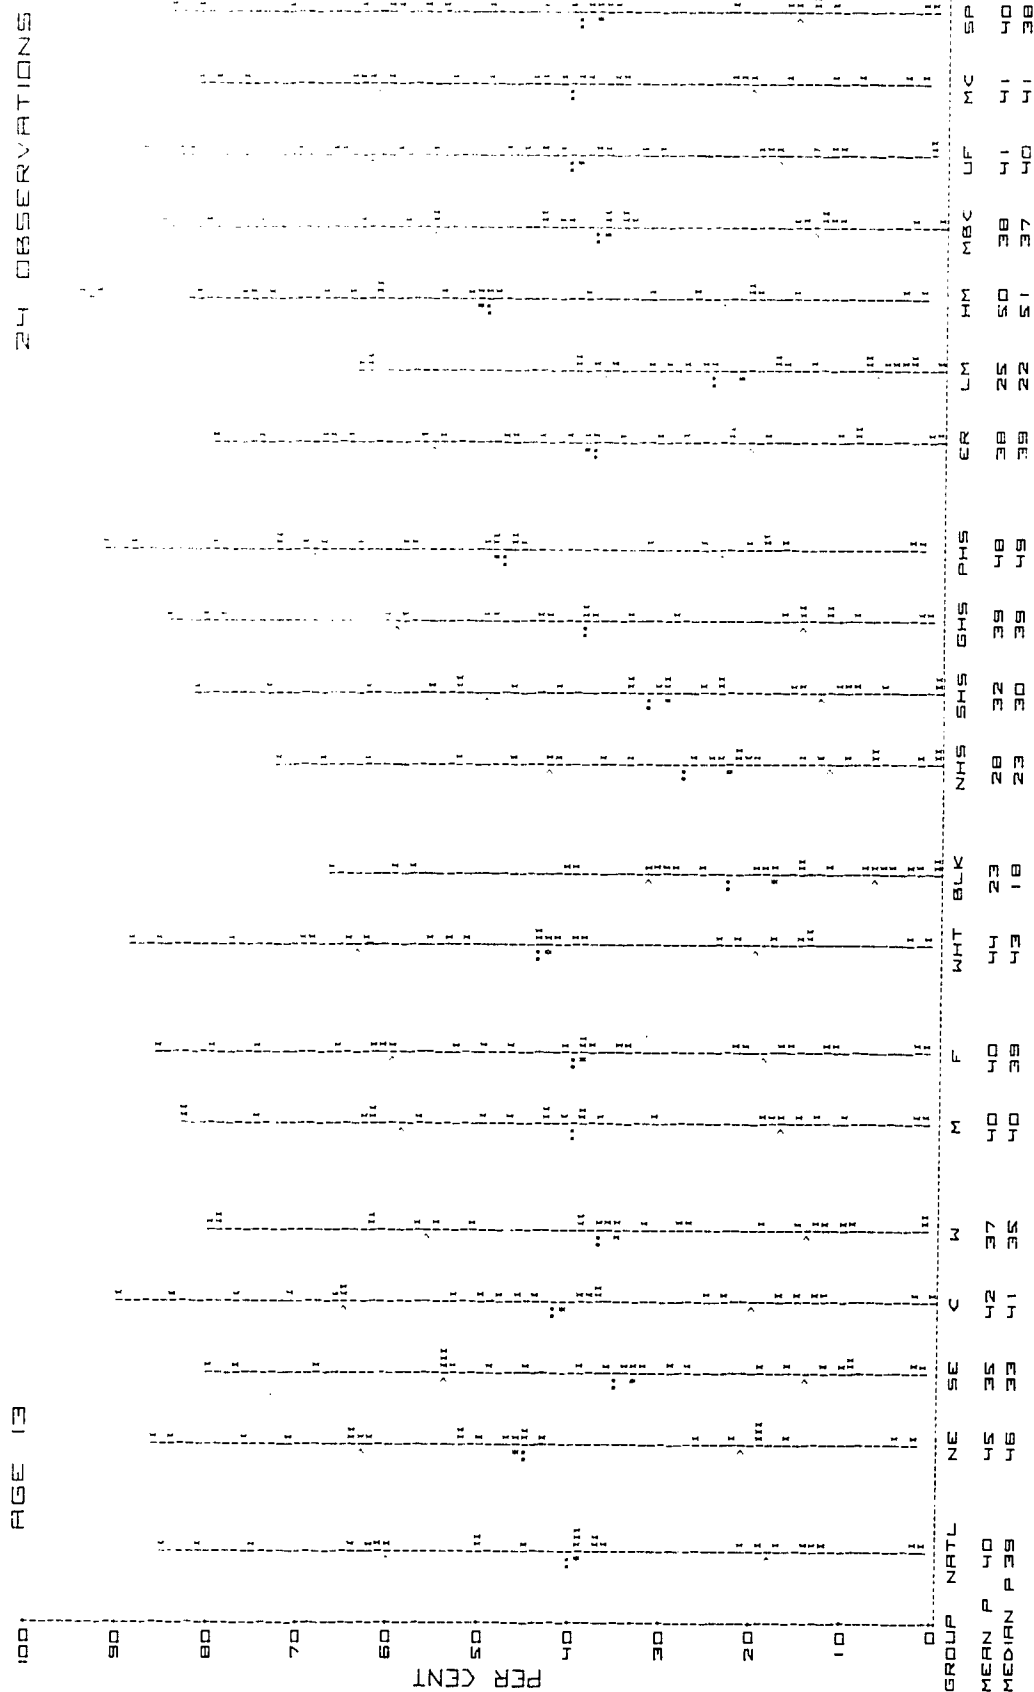 AGE 13
24 OBSERVATIONS
100
90
80
70
60
50
40
30
20
10
0
PER CENT
GROUP NATL NE SE C W M F WHT BLK NHS SHS GHS PHS ER LM HM MBC UF MC SP
MEAN P 40 45 35 42 37 40 40 44 23 28 32 39 48 38 25 50 38 41 41 40
MEDIAN P 39 46 33 41 35 40 39 43 18 23 30 39 49 39 22 51 37 40 41 38